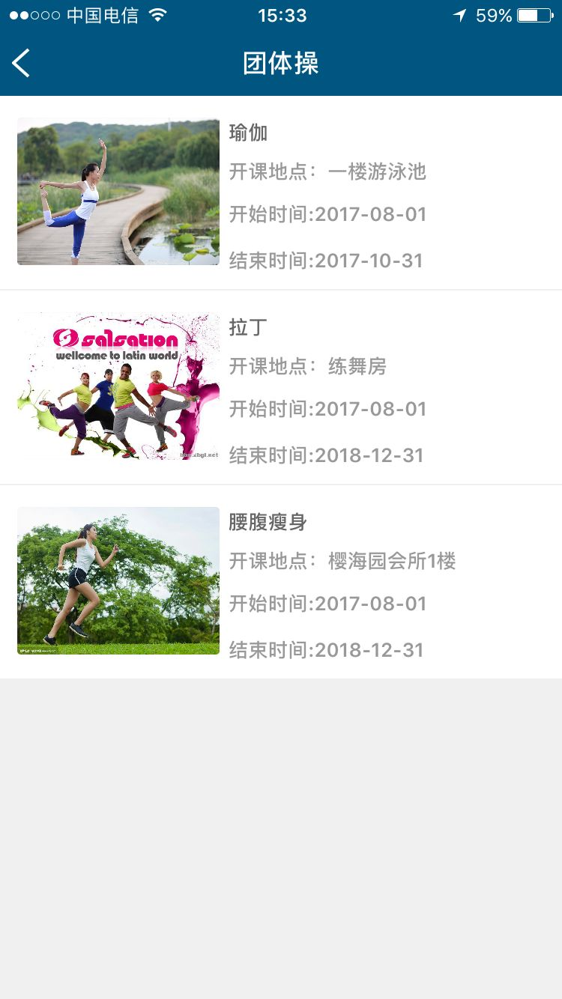 中国电信 15:33 59%
团体操
瑜伽
开课地点：一楼游泳池
开始时间:2017-08-01
结束时间:2017-10-31
salsation
wellcome to latin world
拉丁
开课地点：练舞房
开始时间:2017-08-01
结束时间:2018-12-31
腰腹瘦身
开课地点：樱海园会所1楼
开始时间:2017-08-01
结束时间:2018-12-31